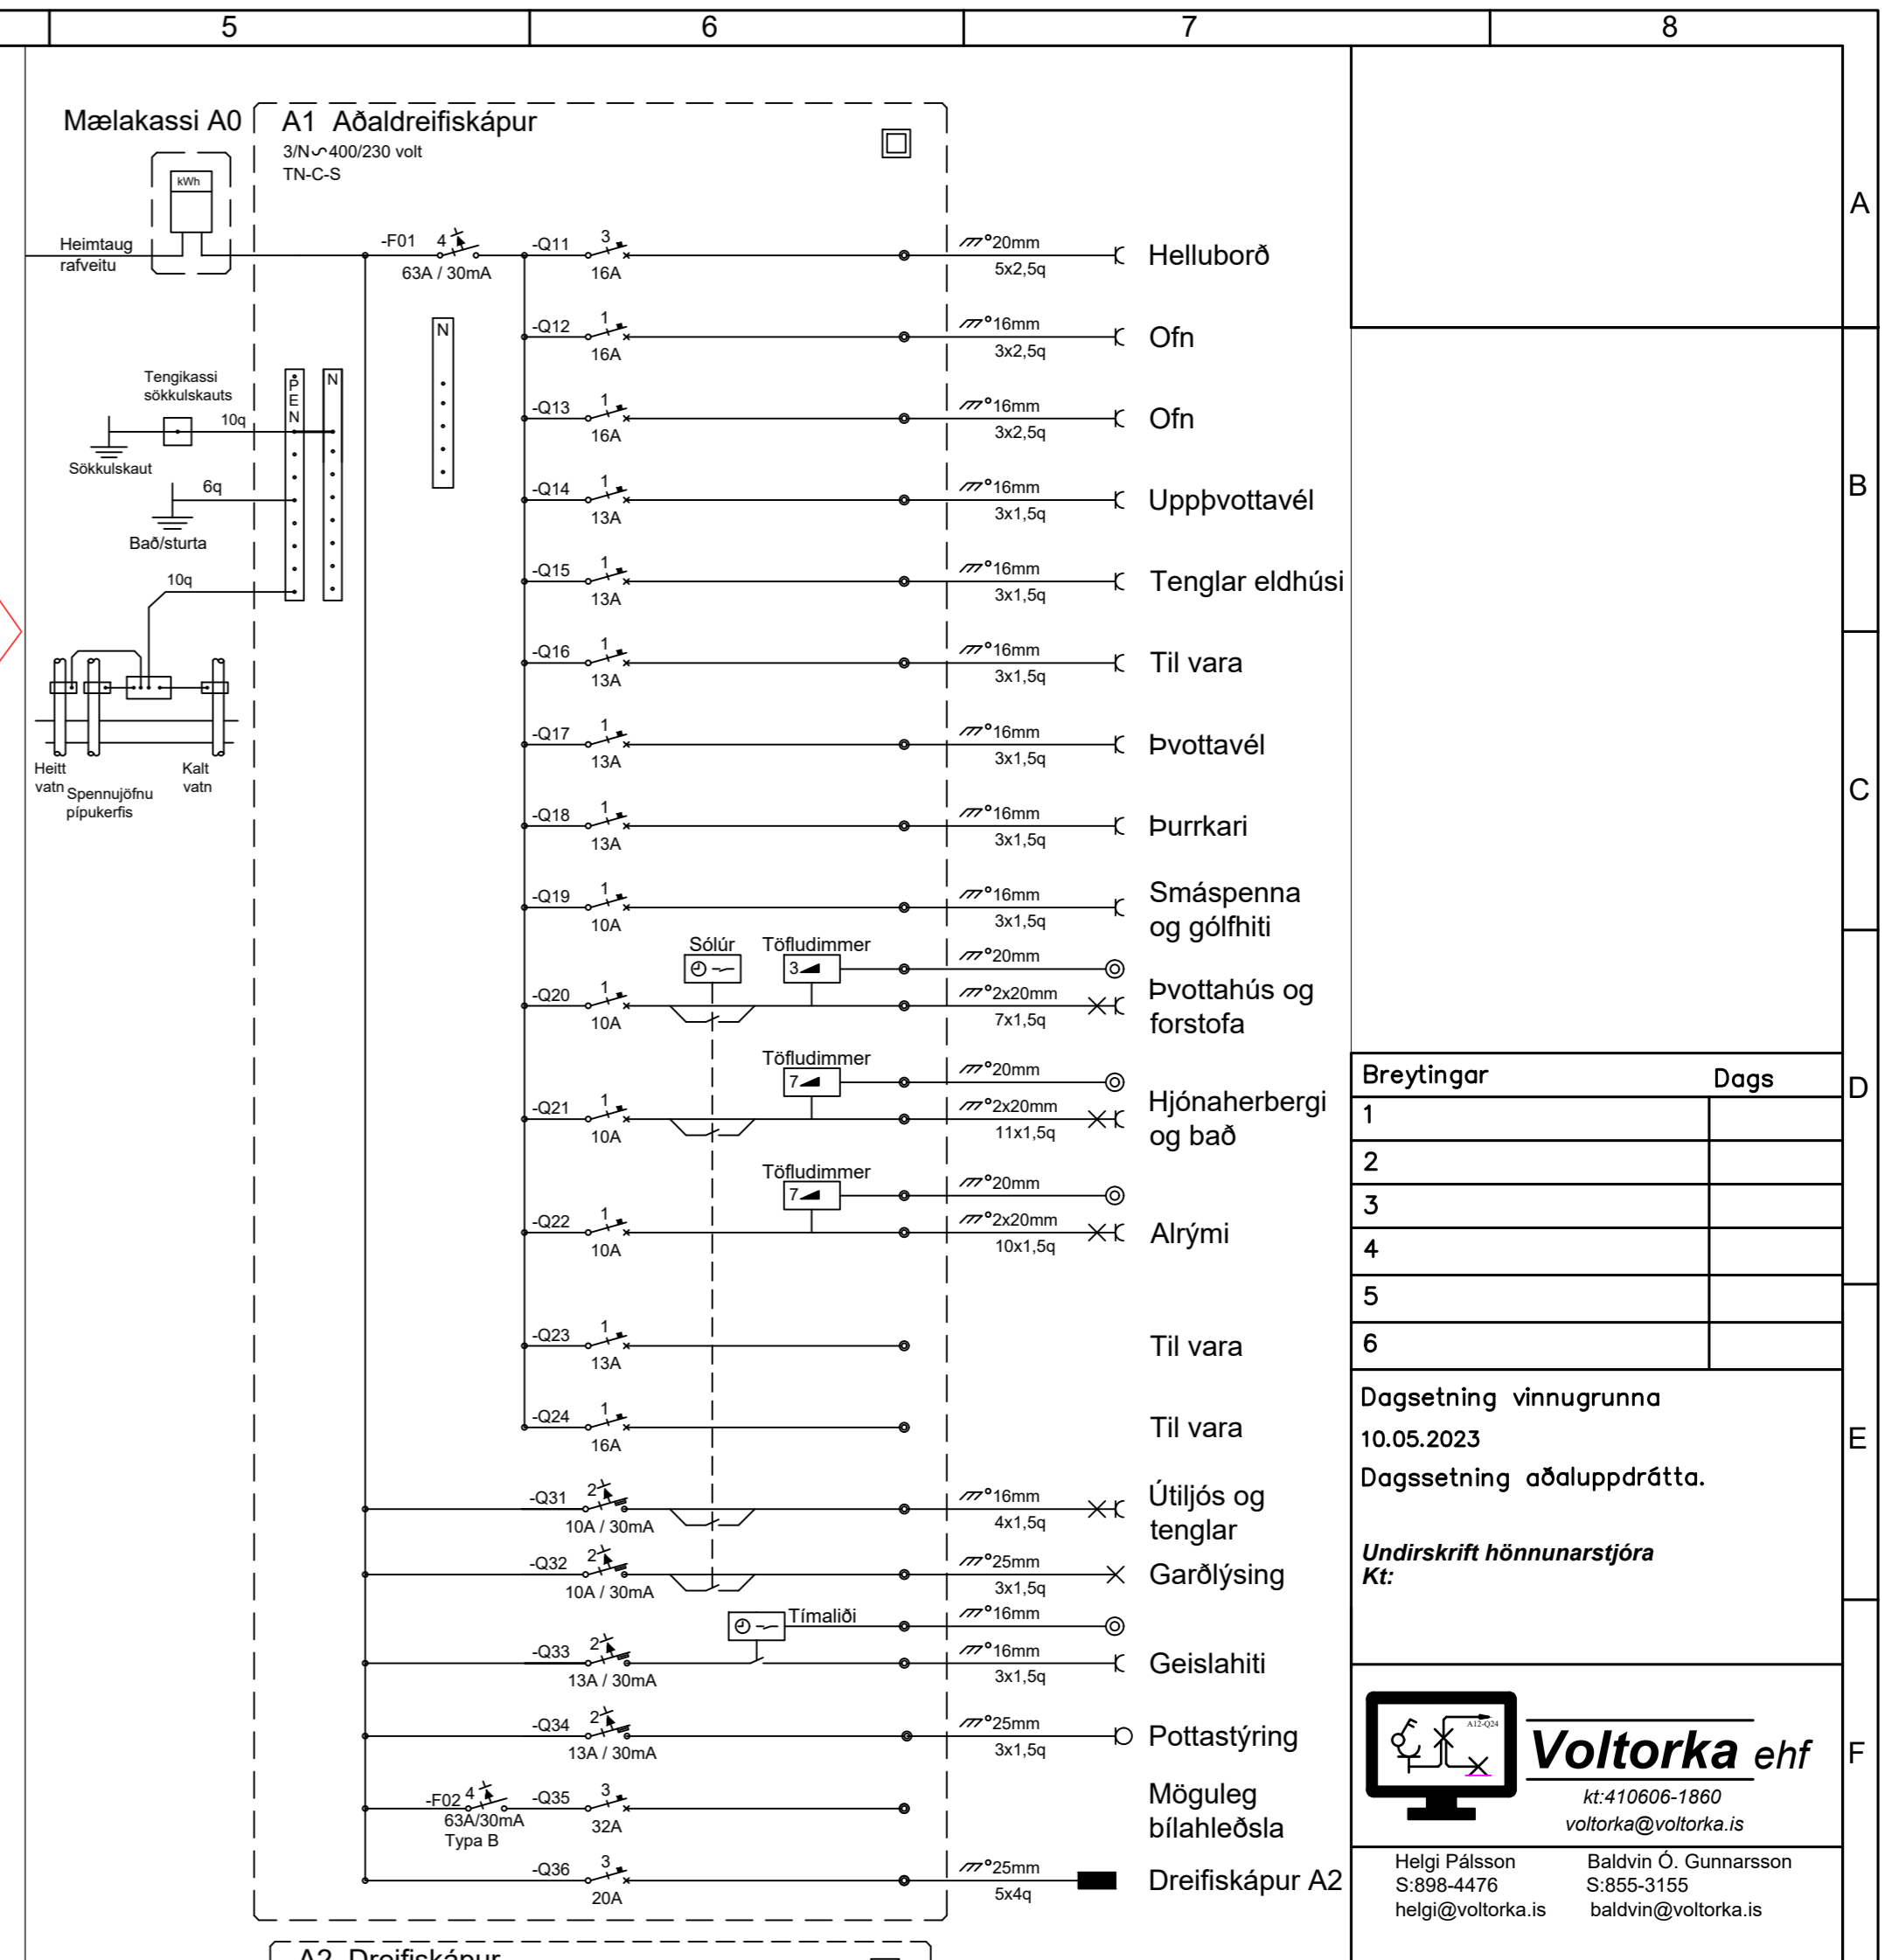 5 6 7 8
Mælakassi A0
A1 Aðaldreifiskápur
3/N 400/230 volt
TN-C-S
kWh
Heimtaug
rafveitu
-F01 4
63A / 30mA
-Q11 3
16A
20mm
5x2,5q
Helluborð
A
N
-Q12 1
16A
16mm
3x2,5q
Ofn
Tengikassi
sökkulskauts
10q
PEN
N
Sökkulskaut
-Q13 1
16A
16mm
3x2,5q
Ofn
6q
Bað/sturta
-Q14 1
13A
16mm
3x1,5q
Uppþvottavél
B
10q
-Q15 1
13A
16mm
3x1,5q
Tenglar eldhúsi
-Q16 1
13A
16mm
3x1,5q
Til vara
Heitt
vatn
Spennujöfnu
pípukerfis
Kalt
vatn
-Q17 1
13A
16mm
3x1,5q
Þvottavél
C
-Q18 1
13A
16mm
3x1,5q
Þurrkari
-Q19 1
10A
16mm
3x1,5q
Smáspenna
og gólfhiti
Sólúr
Töfludimmer
3
20mm
-Q20 1
10A
2x20mm
7x1,5q
Þvottahús og
forstofa
Töfludimmer
7
20mm
-Q21 1
10A
2x20mm
11x1,5q
Hjónaherbergi
og bað
D
Töfludimmer
7
20mm
-Q22 1
10A
2x20mm
10x1,5q
Alrými
-Q23 1
13A
Til vara
-Q24 1
16A
Til vara
E
-Q31 2
10A / 30mA
16mm
4x1,5q
Útiljós og
tenglar
-Q32 2
10A / 30mA
25mm
3x1,5q
Garðlýsing
Tímaliði
16mm
-Q33 2
13A / 30mA
16mm
3x1,5q
Geislahiti
-Q34 2
13A / 30mA
25mm
3x1,5q
Pottastýring
F
-F02 4
63A/30mA
Typa B
-Q35 3
32A
Möguleg
bílahleðsla
-Q36 3
20A
25mm
5x4q
Dreifiskápur A2
A2 Dreifiskápur
Breytingar Dags
1
2
3
4
5
6
Dagsetning vinnugrunna
10.05.2023
Dagssetning aðaluppdrátta.
Undirskrift hönnunarstjóra
Kt:
A12-Q24
Voltorka ehf
kt:410606-1860
voltorka@voltorka.is
Helgi Pálsson Baldvin Ó. Gunnarsson
S:898-4476 S:855-3155
helgi@voltorka.is baldvin@voltorka.is